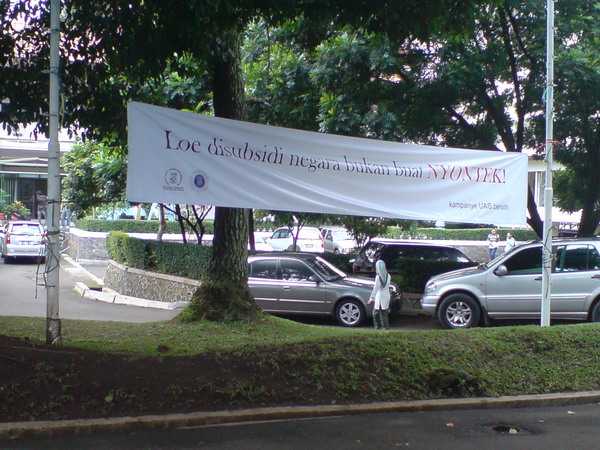 Loe disubsidi negara bukan buat NYONTEK!
kampanye UAS bersih